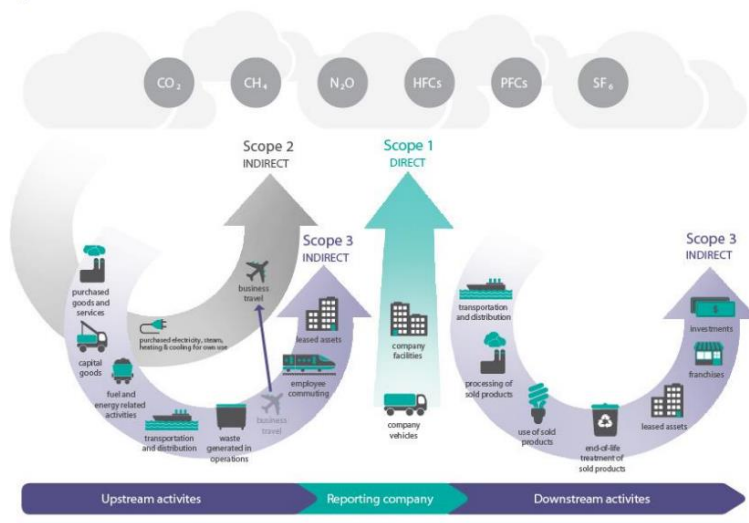 CO₂
CH₄
N₂O
HFCs
PFCs
SF₆
Scope 2
INDIRECT
Scope 1
DIRECT
Scope 3
INDIRECT
Scope 3
INDIRECT
purchased
goods and
services
capital
goods
fuel and
energy related
activities
transportation
and distribution
waste
generated in
operations
business
travel
purchased electricity, steam,
heating & cooling for own use
business
travel
employee
commuting
leased assets
company
facilities
company
vehicles
transportation
and distribution
processing of
sold products
use of sold
products
end-of-life
treatment of
sold products
leased assets
franchises
investments
$
Upstream activites
Reporting company
Downstream activites